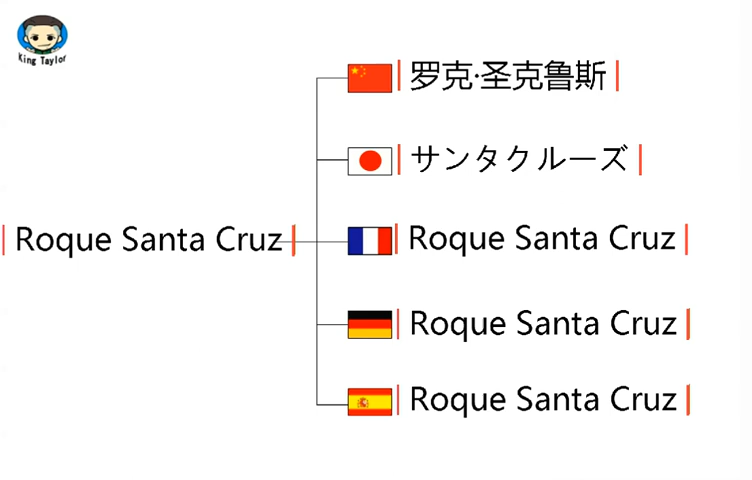 King Taylor
罗克·圣克鲁斯
サンタクルーズ
Roque Santa Cruz
Roque Santa Cruz
Roque Santa Cruz
Roque Santa Cruz